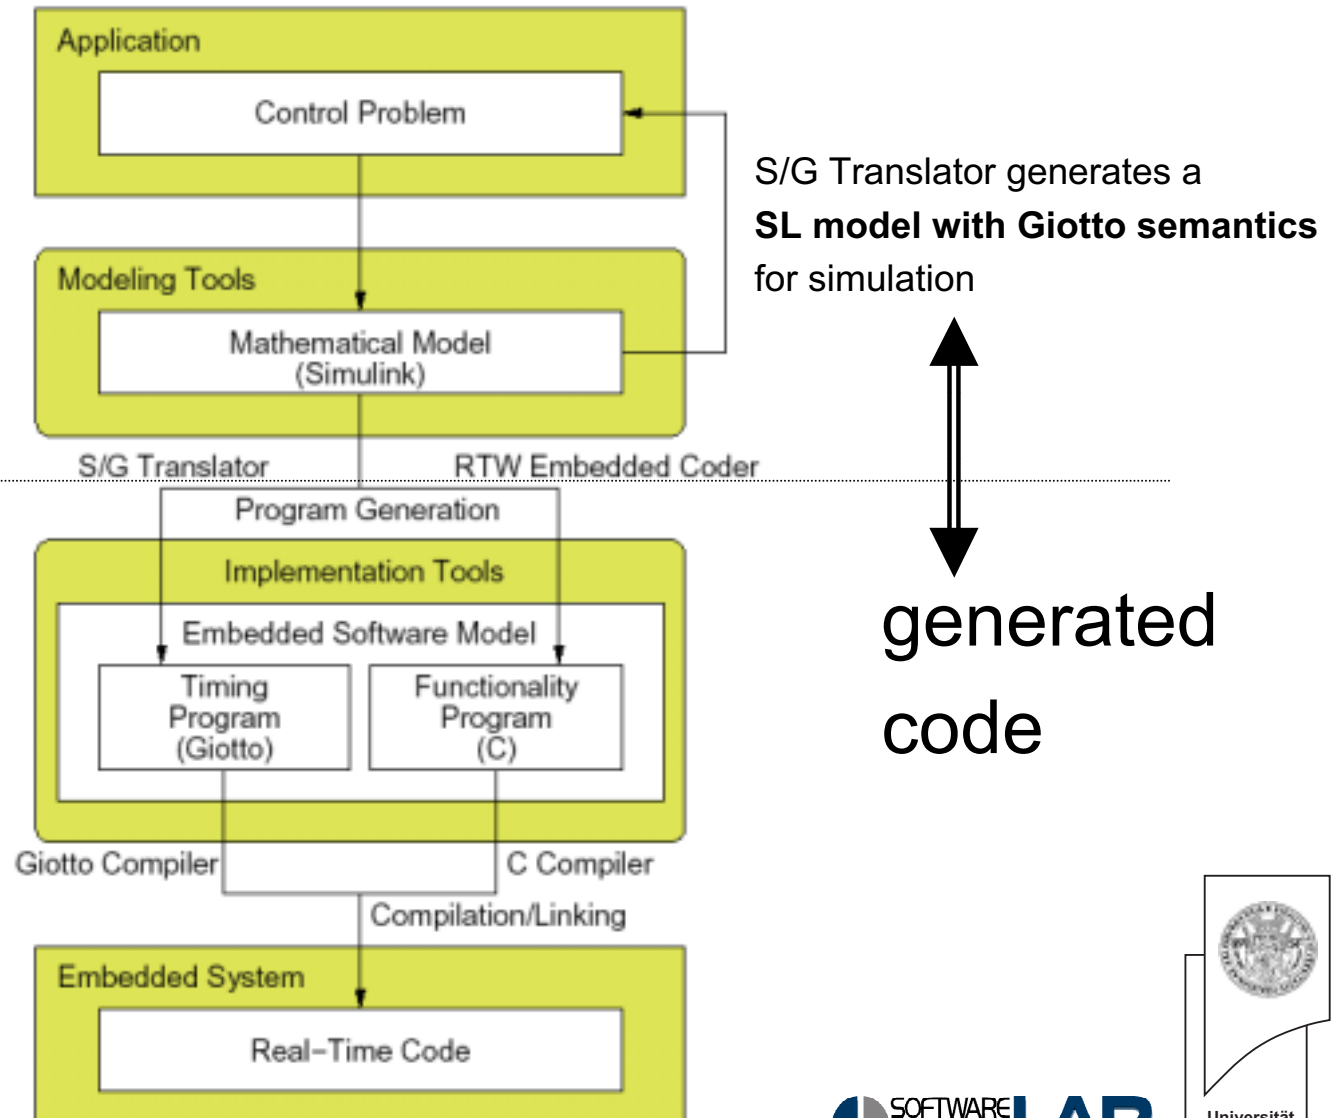 Application
Control Problem
S/G Translator generates a
SL model with Giotto semantics
for simulation
Modeling Tools
Mathematical Model
(Simulink)
S/G Translator
RTW Embedded Coder
Program Generation
Implementation Tools
Embedded Software Model
Timing
Program
(Giotto)
Functionality
Program
(C)
generated
code
Giotto Compiler
C Compiler
Compilation/Linking
Embedded System
Real-Time Code
SOFTWARE
LAB
Universität